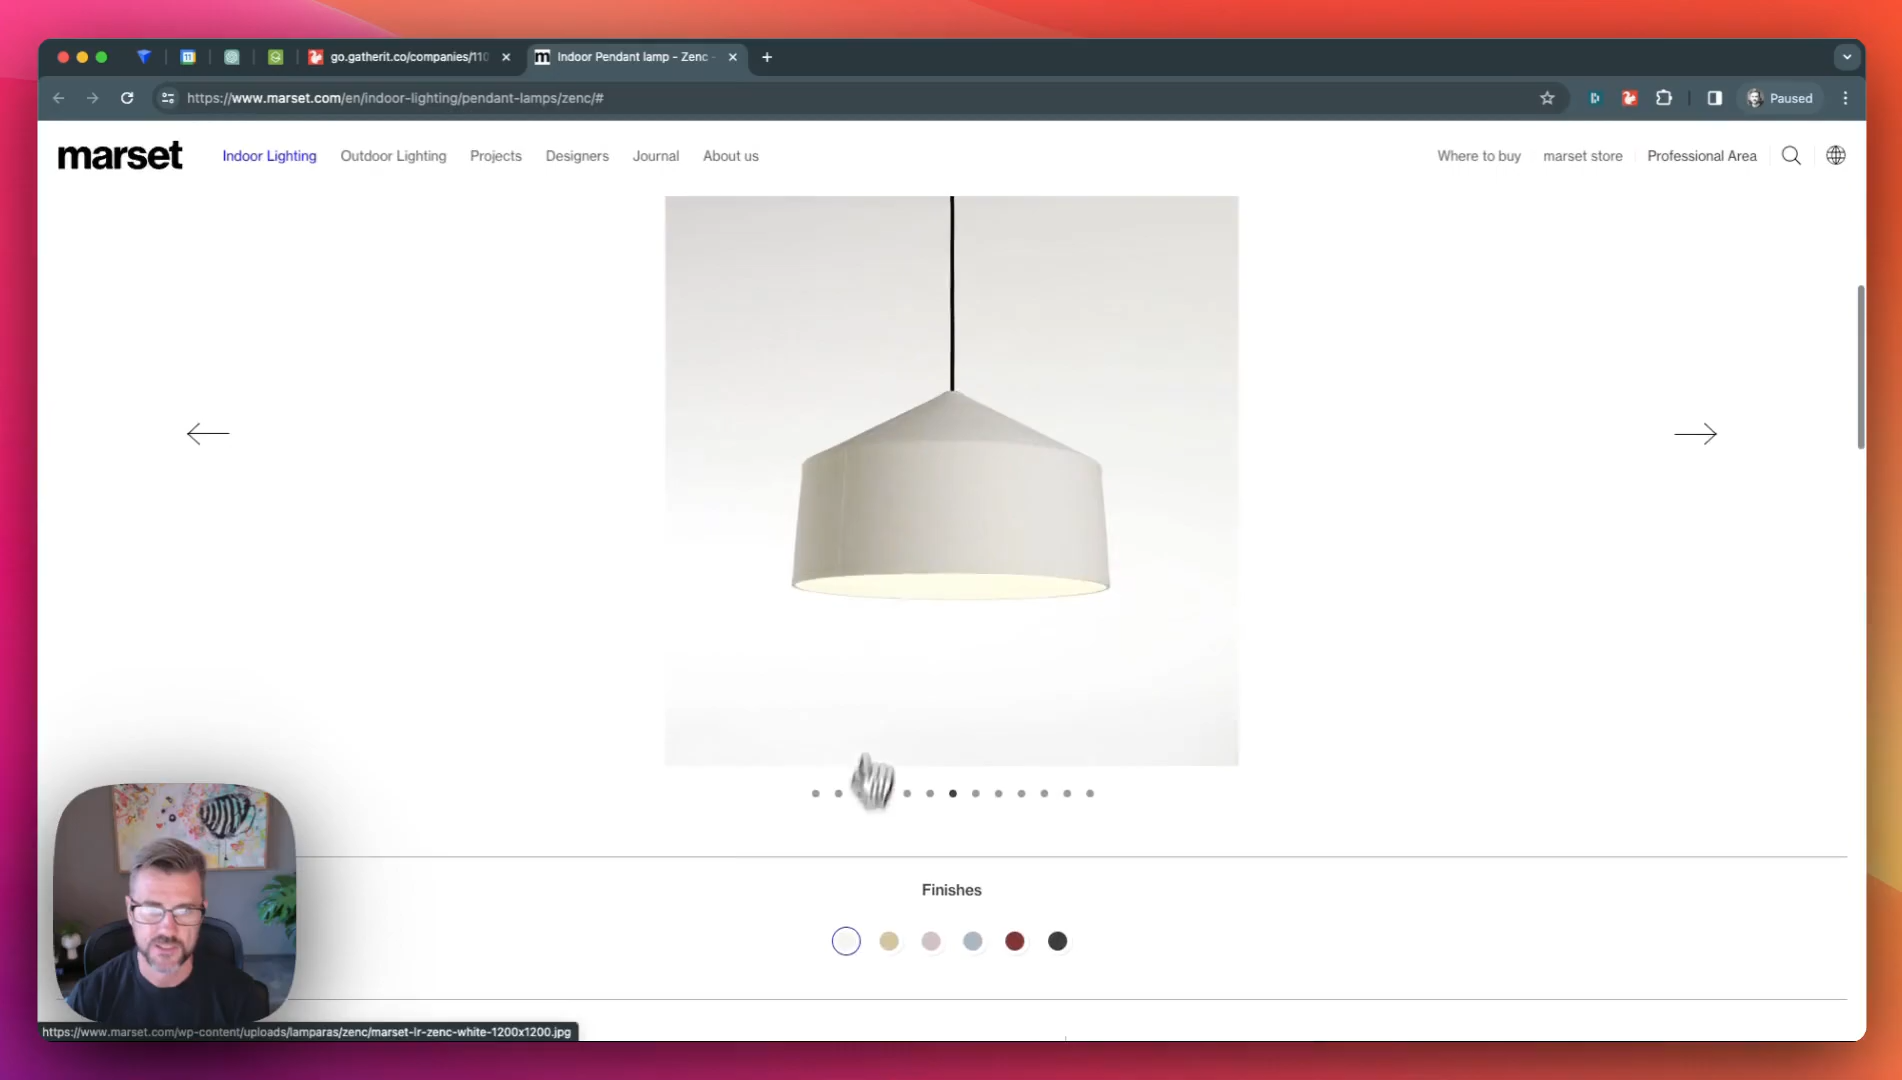 go.gatherit.co/companies/110
Indoor Pendant lamp - Zenc -
https://www.marset.com/en/indoor-lighting/pendant-lamps/zenc/#
Paused
marset
Indoor Lighting
Outdoor Lighting
Projects
Designers
Journal
About us
Where to buy
marset store
Professional Area
Finishes
https://www.marset.com/wp-content/uploads/lamparas/zenc/marset-lr-zenc-white-1200x1200.jpg